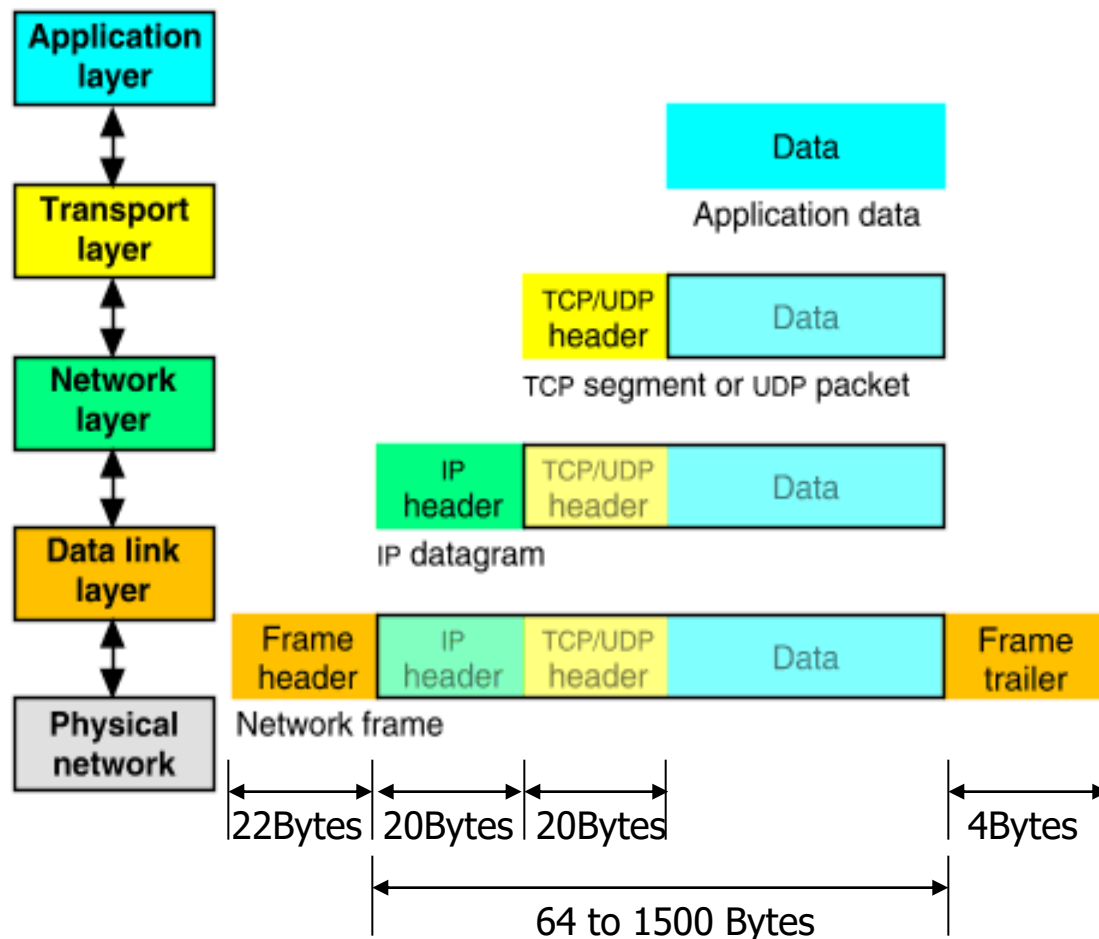 Application
layer
Data
Application data
Transport
layer
TCP/UDP
header
Data
TCP segment or UDP packet
Network
layer
IP
header
TCP/UDP
header
Data
IP datagram
Data link
layer
Frame
header
IP
header
TCP/UDP
header
Data
Frame
trailer
Network frame
Physical
network
22Bytes
20Bytes
20Bytes
4Bytes
64 to 1500 Bytes